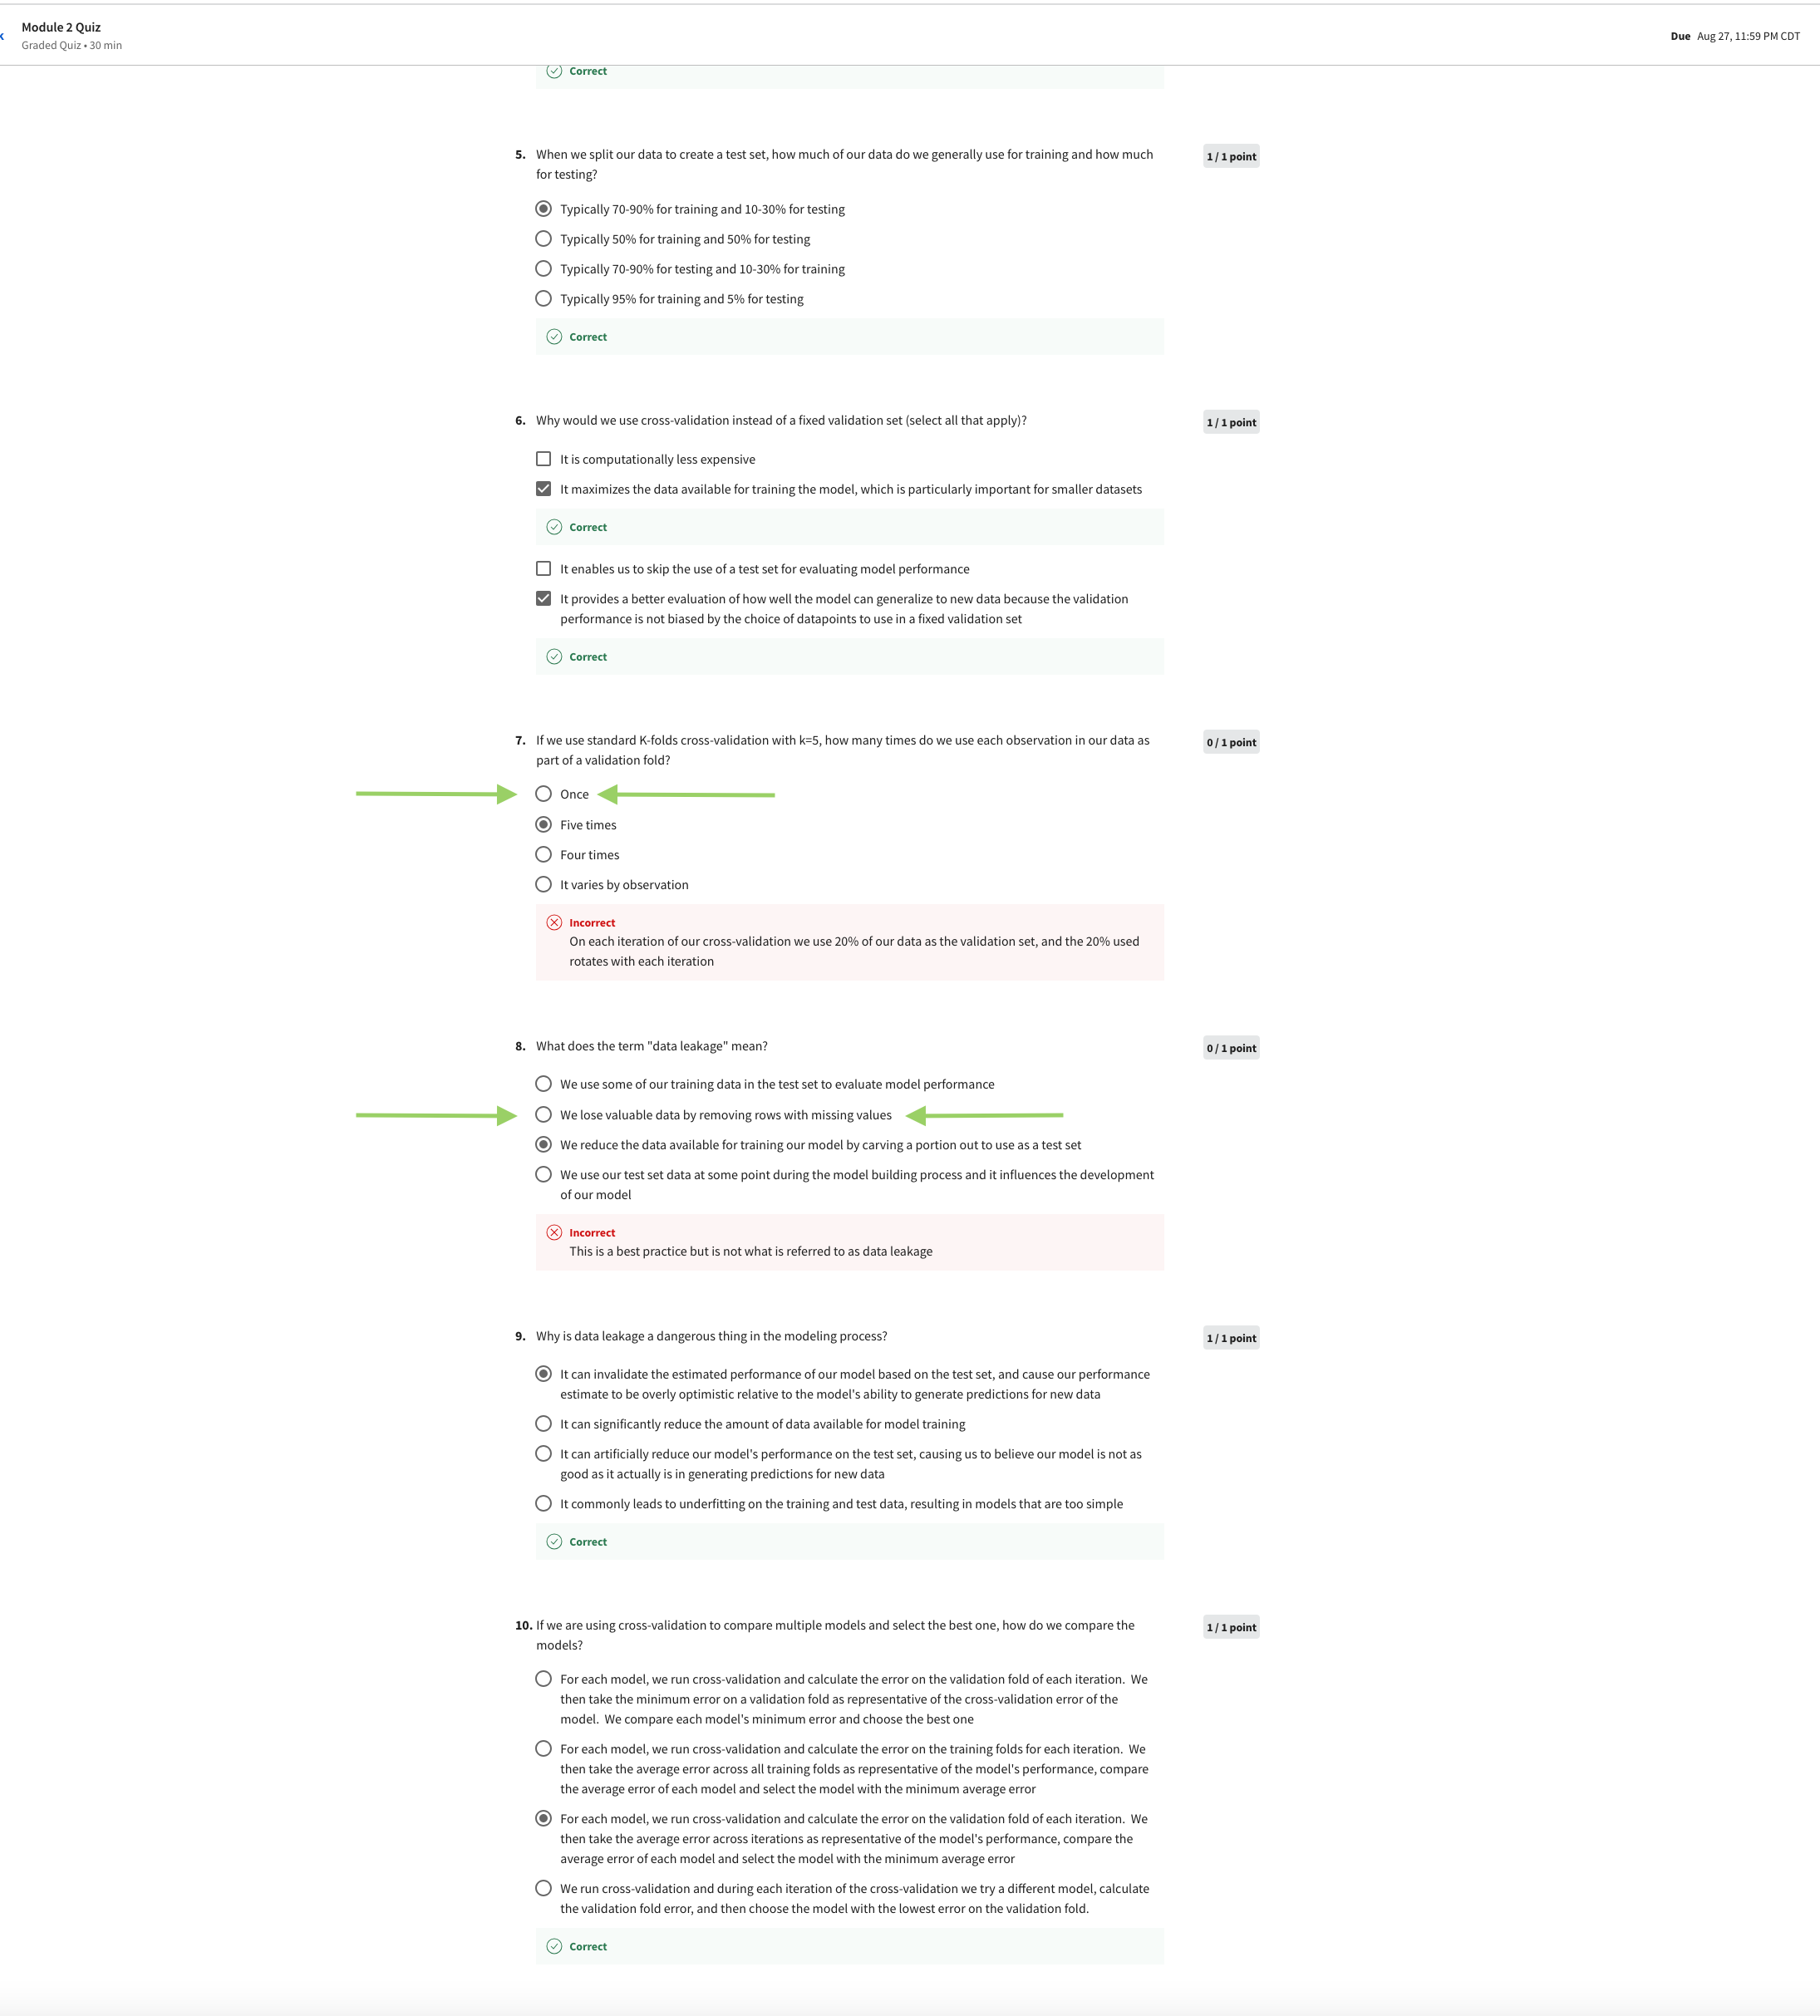 Module 2 Quiz
Graded Quiz • 30 min
Due Aug 27, 11:59 PM CDT
Correct
5. When we split our data to create a test set, how much of our data do we generally use for training and how much
for testing?
1 / 1 point
Typically 70-90% for training and 10-30% for testing
Typically 50% for training and 50% for testing
Typically 70-90% for testing and 10-30% for training
Typically 95% for training and 5% for testing
Correct
6. Why would we use cross-validation instead of a fixed validation set (select all that apply)?
1 / 1 point
It is computationally less expensive
It maximizes the data available for training the model, which is particularly important for smaller datasets
Correct
It enables us to skip the use of a test set for evaluating model performance
It provides a better evaluation of how well the model can generalize to new data because the validation
performance is not biased by the choice of datapoints to use in a fixed validation set
Correct
7. If we use standard K-folds cross-validation with k=5, how many times do we use each observation in our data as
part of a validation fold?
0 / 1 point
Once
Five times
Four times
It varies by observation
Incorrect
On each iteration of our cross-validation we use 20% of our data as the validation set, and the 20% used
rotates with each iteration
8. What does the term "data leakage" mean?
0 / 1 point
We use some of our training data in the test set to evaluate model performance
We lose valuable data by removing rows with missing values
We reduce the data available for training our model by carving a portion out to use as a test set
We use our test set data at some point during the model building process and it influences the development
of our model
Incorrect
This is a best practice but is not what is referred to as data leakage
9. Why is data leakage a dangerous thing in the modeling process?
1 / 1 point
It can invalidate the estimated performance of our model based on the test set, and cause our performance
estimate to be overly optimistic relative to the model's ability to generate predictions for new data
It can significantly reduce the amount of data available for model training
It can artificially reduce our model's performance on the test set, causing us to believe our model is not as
good as it actually is in generating predictions for new data
It commonly leads to underfitting on the training and test data, resulting in models that are too simple
Correct
10. If we are using cross-validation to compare multiple models and select the best one, how do we compare the
models?
1 / 1 point
For each model, we run cross-validation and calculate the error on the validation fold of each iteration. We
then take the minimum error on a validation fold as representative of the cross-validation error of the
model. We compare each model's minimum error and choose the best one
For each model, we run cross-validation and calculate the error on the training folds for each iteration. We
then take the average error across all training folds as representative of the model's performance, compare
the average error of each model and select the model with the minimum average error
For each model, we run cross-validation and calculate the error on the validation fold of each iteration. We
then take the average error across iterations as representative of the model's performance, compare the
average error of each model and select the model with the minimum average error
We run cross-validation and during each iteration of the cross-validation we try a different model, calculate
the validation fold error, and then choose the model with the lowest error on the validation fold.
Correct